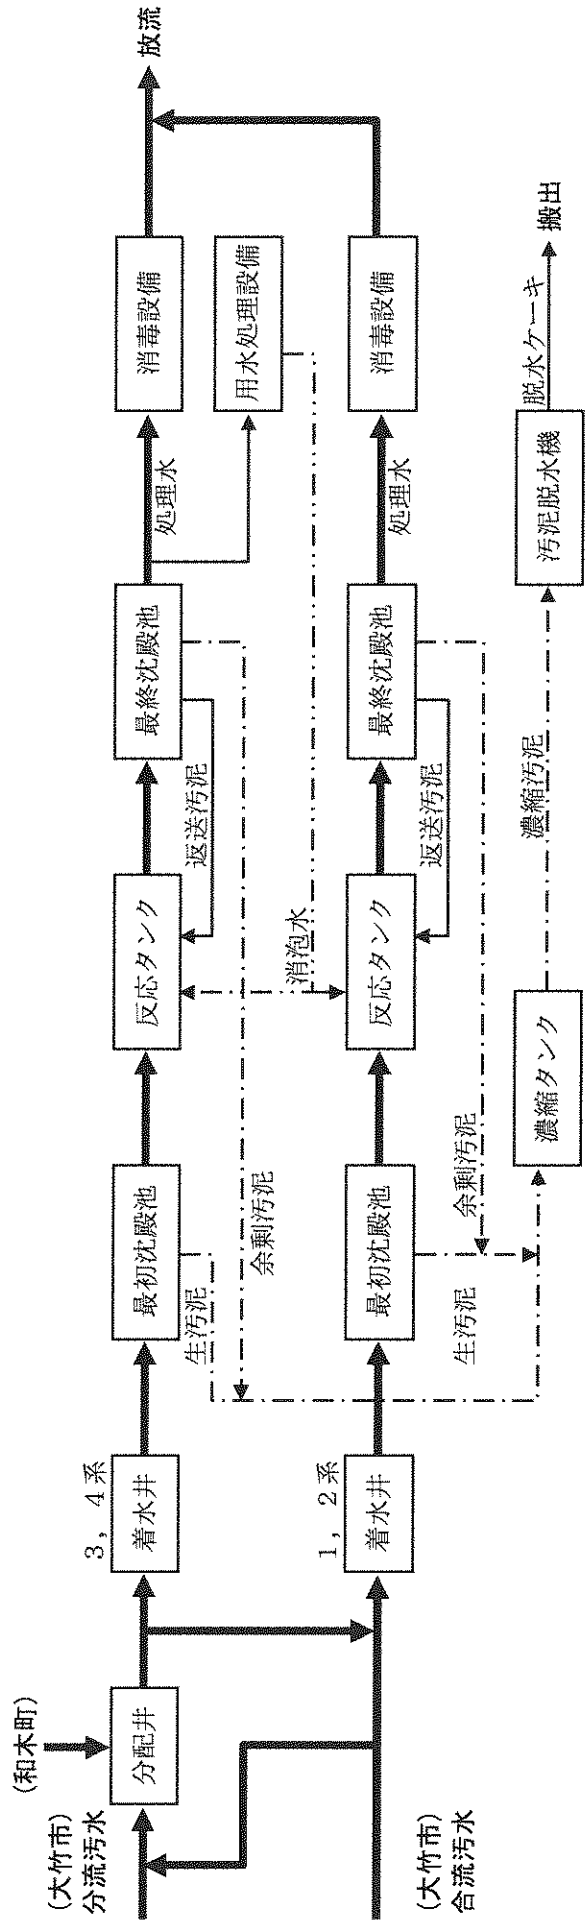 (和木町)
(大竹市)
分流汚水
分配井
3，4系
着水井
最初沈殿池
生汚泥
余剰汚泥
反応タンク
返送汚泥
最終沈殿池
処理水
消毒設備
放流
用水処理設備
消泡水
(大竹市)
合流汚水
1，2系
着水井
最初沈殿池
生汚泥
余剰汚泥
反応タンク
返送汚泥
最終沈殿池
処理水
消毒設備
濃縮タンク
濃縮汚泥
汚泥脱水機
脱水ケーキ
搬出